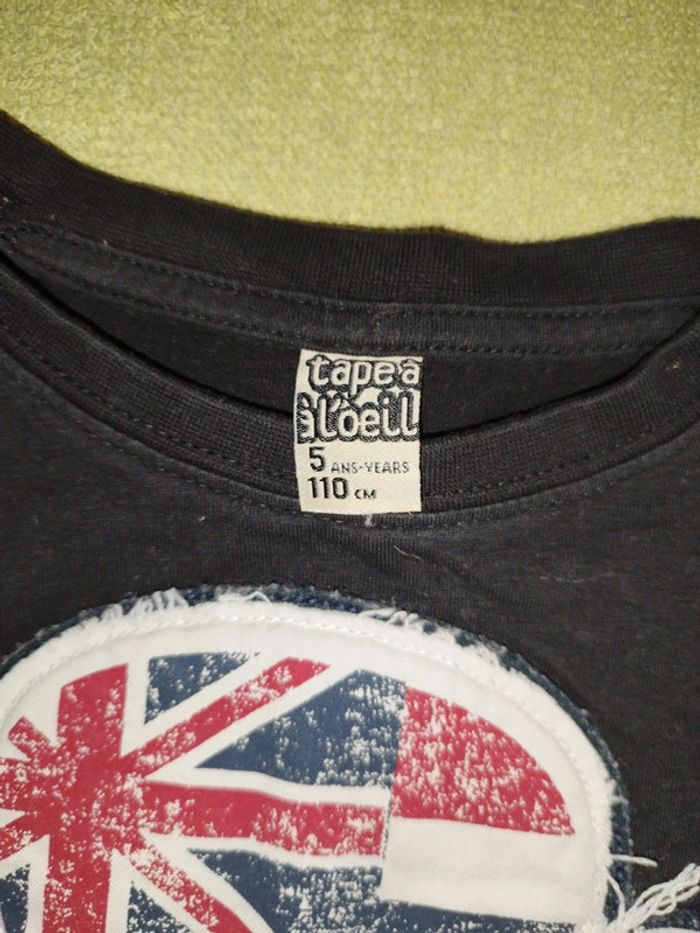 tape à
à l'oeil
5 ANS-YEARS
110 CM